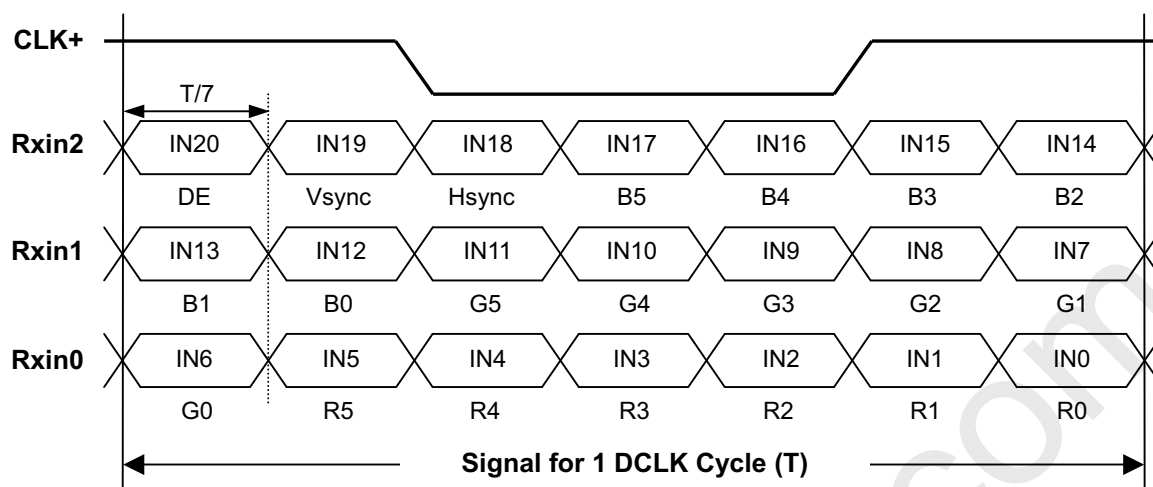 CLK+
T/7
Rxin2 IN20 IN19 IN18 IN17 IN16 IN15 IN14
DE Vsync Hsync B5 B4 B3 B2
Rxin1 IN13 IN12 IN11 IN10 IN9 IN8 IN7
B1 B0 G5 G4 G3 G2 G1
Rxin0 IN6 IN5 IN4 IN3 IN2 IN1 IN0
G0 R5 R4 R3 R2 R1 R0
Signal for 1 DCLK Cycle (T)
com